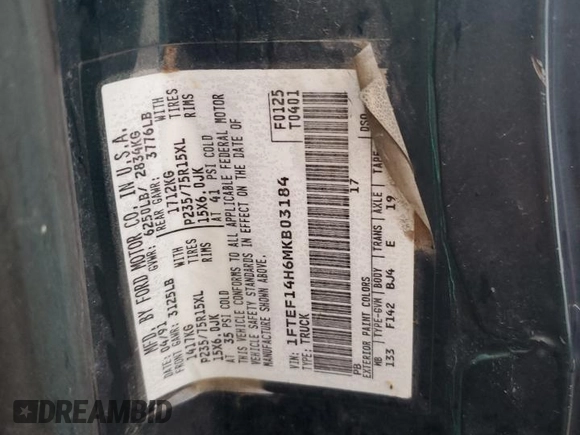 MFD. BY FORD MOTOR CO. IN U.S.A.
DATE: 04/91 GVWR: 6250LB/ 2834KG
FRONT GAWR: 3125LB REAR GAWR: 3776LB
1417KG WITH 1712KG WITH
P235/75R15XL TIRES P235/75R15XL TIRES
15X6.0JK RIMS 15X6.0JK RIMS
AT 35 PSI COLD AT 41 PSI COLD
THIS VEHICLE CONFORMS TO ALL APPLICABLE FEDERAL MOTOR
VEHICLE SAFETY STANDARDS IN EFFECT ON THE DATE OF
MANUFACTURE SHOWN ABOVE.
VIN: 1FTEF14H6MKB03184
TYPE: TRUCK
F0125
T0401
PB 17
EXTERIOR PAINT COLORS DSO
WB TYPE-GVW BODY TRANS AXLE TAPE
133 F142 BJ4 E 19
DREAMBID